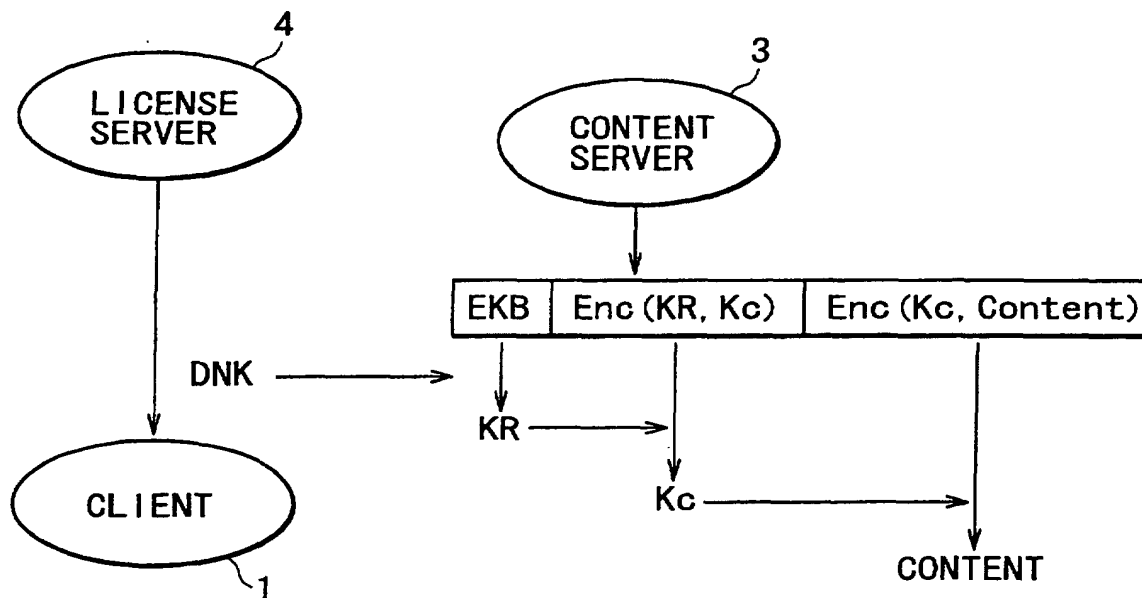 4
LICENSE
SERVER
3
CONTENT
SERVER
EKB
Enc(KR, Kc)
Enc(Kc, Content)
DNK
KR
Kc
CLIENT
CONTENT
1